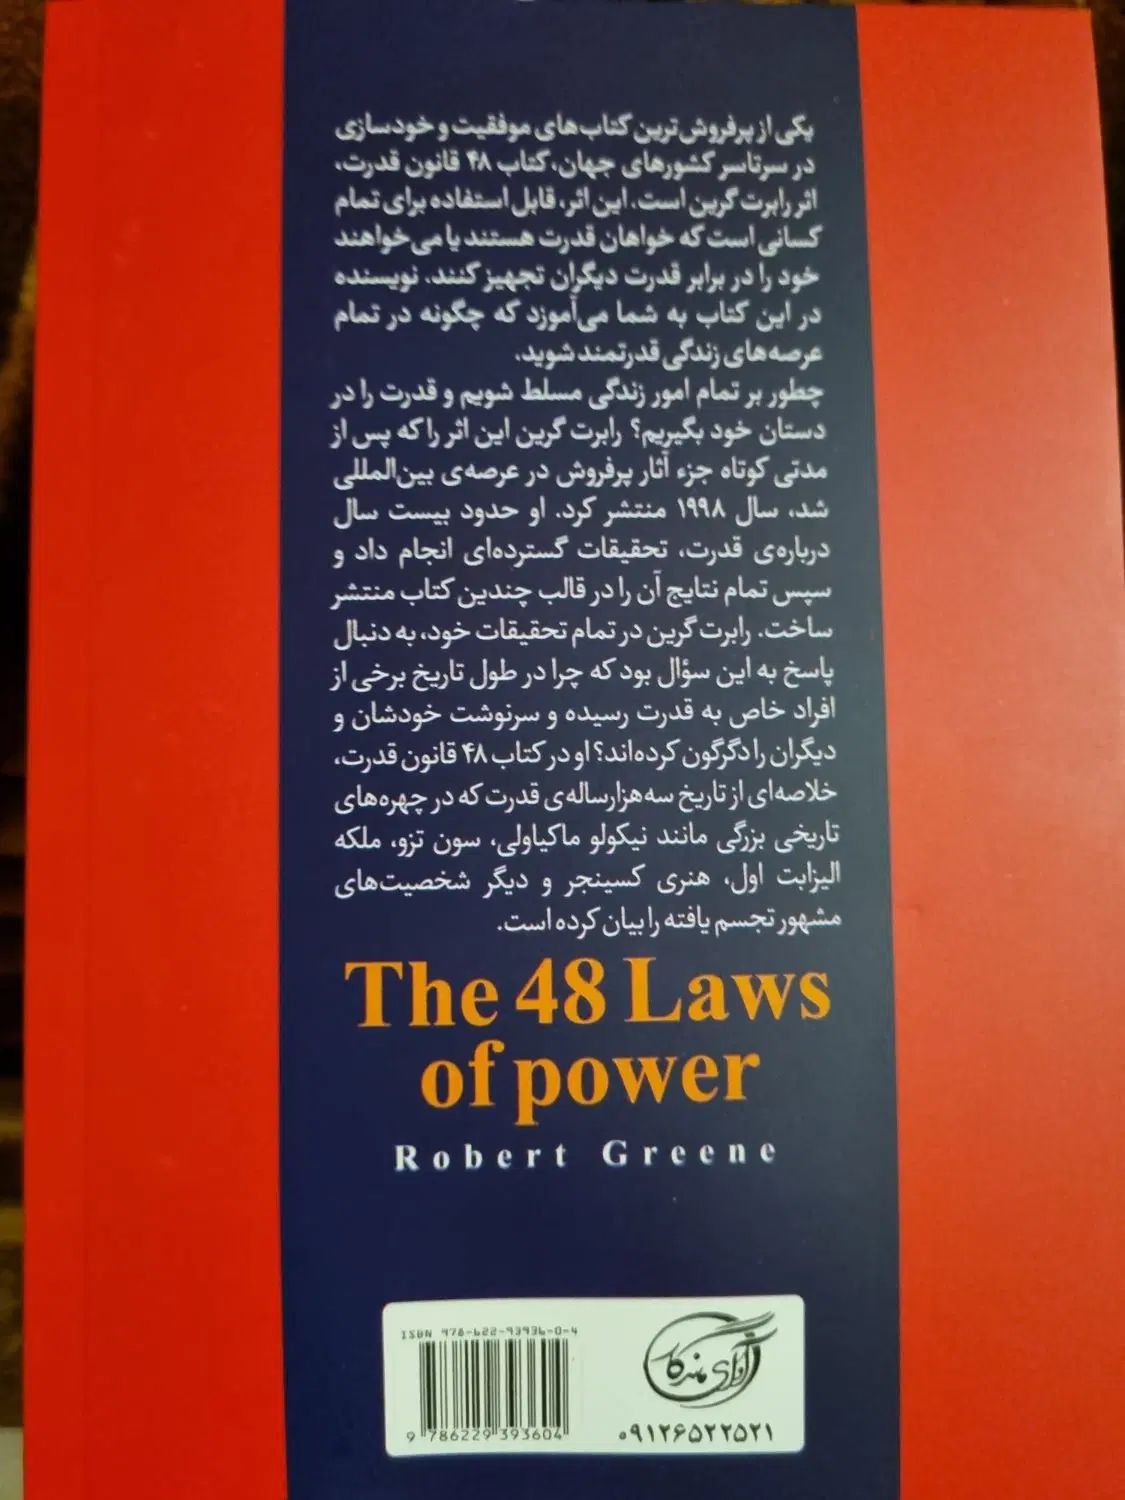 یکی از پرفروش‌ترین کتاب‌های موفقیت و خودسازی
در سرتاسر کشورهای جهان، کتاب ۴۸ قانون قدرت،
اثر رابرت گرین است. این اثر، قابل استفاده برای تمام
کسانی است که خواهان قدرت هستند یا می‌خواهند
خود را در برابر قدرت دیگران تجهیز کنند. نویسنده
در این کتاب به شما می‌آموزد که چگونه در تمام
عرصه‌های زندگی قدرتمند شوید.
چطور بر تمام امور زندگی مسلط شویم و قدرت را در
دستان خود بگیریم؟ رابرت گرین این اثر را که پس از
مدتی کوتاه جزء آثار پرفروش در عرصه‌ی بین‌المللی
شد، سال ۱۹۹۸ منتشر کرد. او حدود بیست سال
درباره‌ی قدرت، تحقیقات گسترده‌ای انجام داد و
سپس تمام نتایج آن را در قالب چندین کتاب منتشر
ساخت. رابرت گرین در تمام تحقیقات خود، به دنبال
پاسخ به این سؤال بود که چرا در طول تاریخ برخی از
افراد خاص به قدرت رسیده و سرنوشت خودشان و
دیگران را دگرگون کرده‌اند؟ او در کتاب ۴۸ قانون قدرت،
خلاصه‌ای از تاریخ سه‌هزارساله‌ی قدرت که در چهره‌های
تاریخی بزرگی مانند نیکولو ماکیاولی، سون تزو، ملکه
الیزابت اول، هنری کسینجر و دیگر شخصیت‌های
مشهور تجسم یافته را بیان کرده است.
The 48 Laws
of power
Robert Greene
ISBN 978-622-93936-0-4
9 786229 393604
آوای ماندگار
۰۹۱۲۶۵۲۲۵۲۱